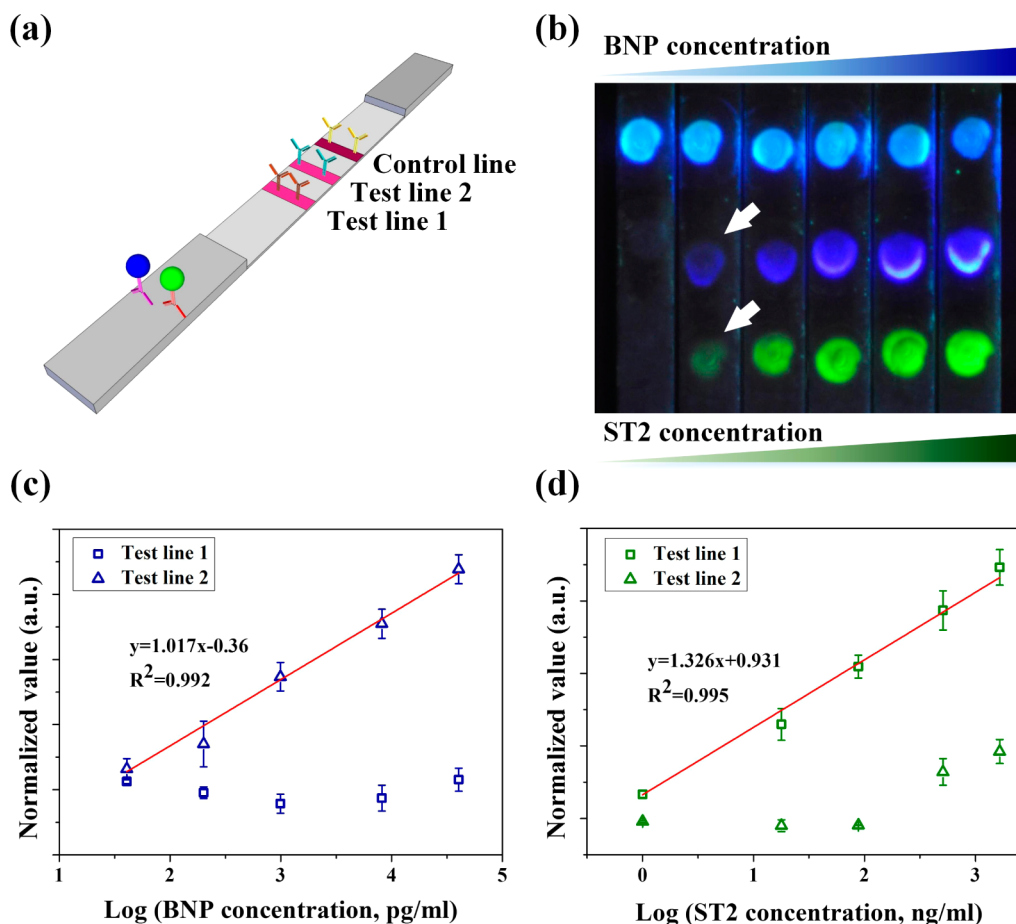 (a)
Control line
Test line 2
Test line 1
(b)
BNP concentration
ST2 concentration
(c)
Test line 1
Test line 2
y=1.017x-0.36
R²=0.992
Normalized value (a.u.)
1 2 3 4 5
Log (BNP concentration, pg/ml)
(d)
Test line 1
Test line 2
y=1.326x+0.931
R²=0.995
Normalized value (a.u.)
0 1 2 3
Log (ST2 concentration, ng/ml)